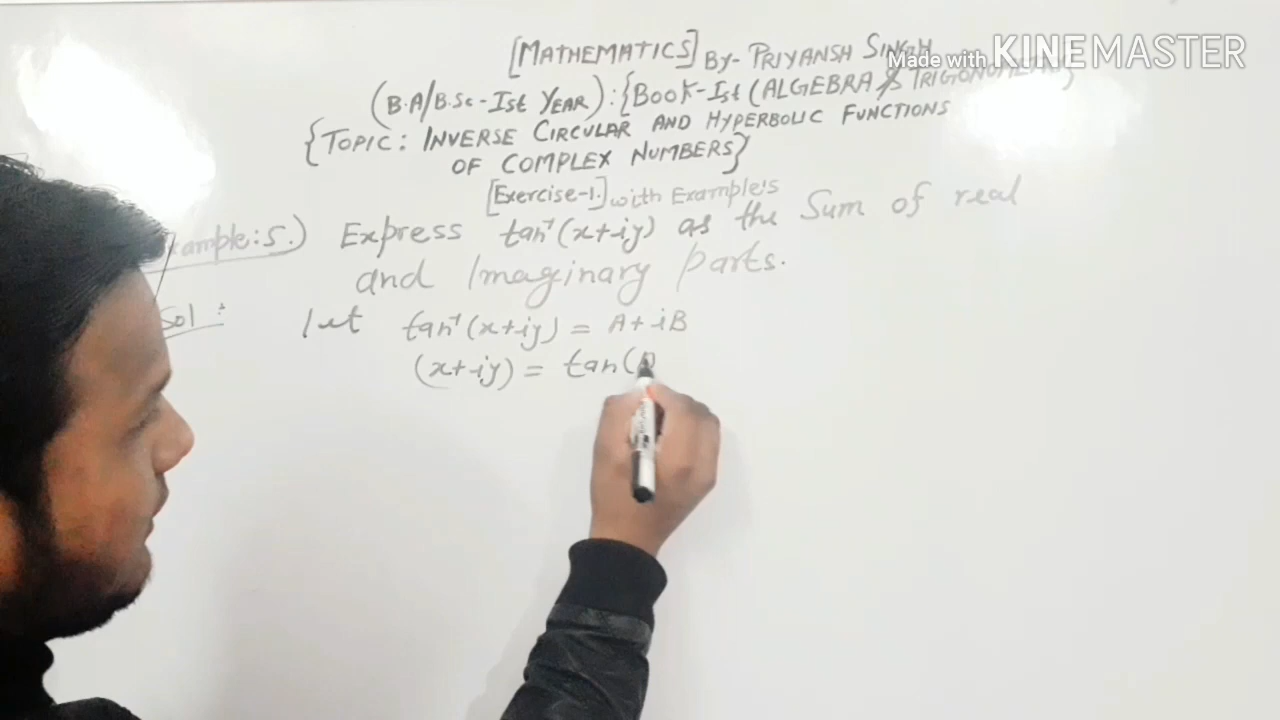 [MATHEMATICS] By- PRIYANSH SINGH
Made with KINEMASTER
(B.A/B.Sc-Ist YEAR):{BOOK-Ist(ALGEBRA & TRIGONOMETRY)}
{TOPIC: INVERSE CIRCULAR AND HYPERBOLIC FUNCTIONS
OF COMPLEX NUMBERS}
[Exercise-1.] with Example's
ample:5.) Express tan⁻¹(x+iy) as the Sum of real
and Imaginary parts.
Sol: let tan⁻¹(x+iy) = A+iB
(x+iy) = tan(